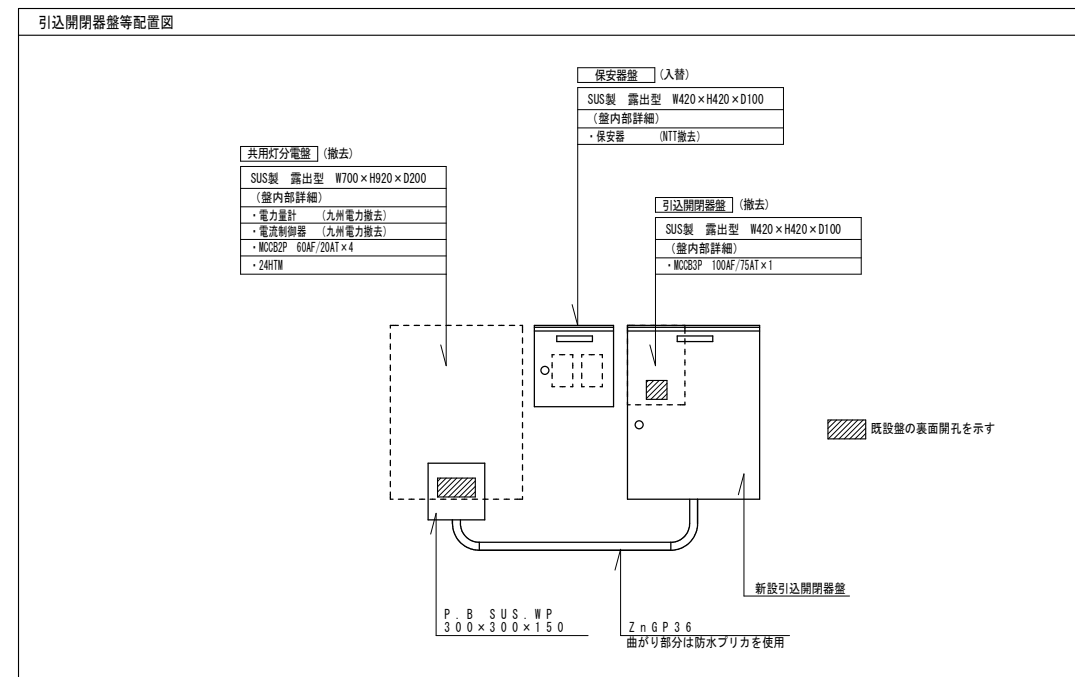 引込開閉器盤等配置図
保安器盤 (入替)
SUS製 露出型 W420×H420×D100
(盤内部詳細)
・保安器 (NTT撤去)
共用灯分電盤 (撤去)
SUS製 露出型 W700×H920×D200
(盤内部詳細)
・電力量計 (九州電力撤去)
・電流制御器 (九州電力撤去)
・MCCB2P 60AF/20AT×4
・24HTM
引込開閉器盤 (撤去)
SUS製 露出型 W420×H420×D100
(盤内部詳細)
・MCCB3P 100AF/75AT×1
既設盤の裏面開孔を示す
新設引込開閉器盤
P.B SUS.WP
300×300×150
ZnGP36
曲がり部分は防水プリカを使用